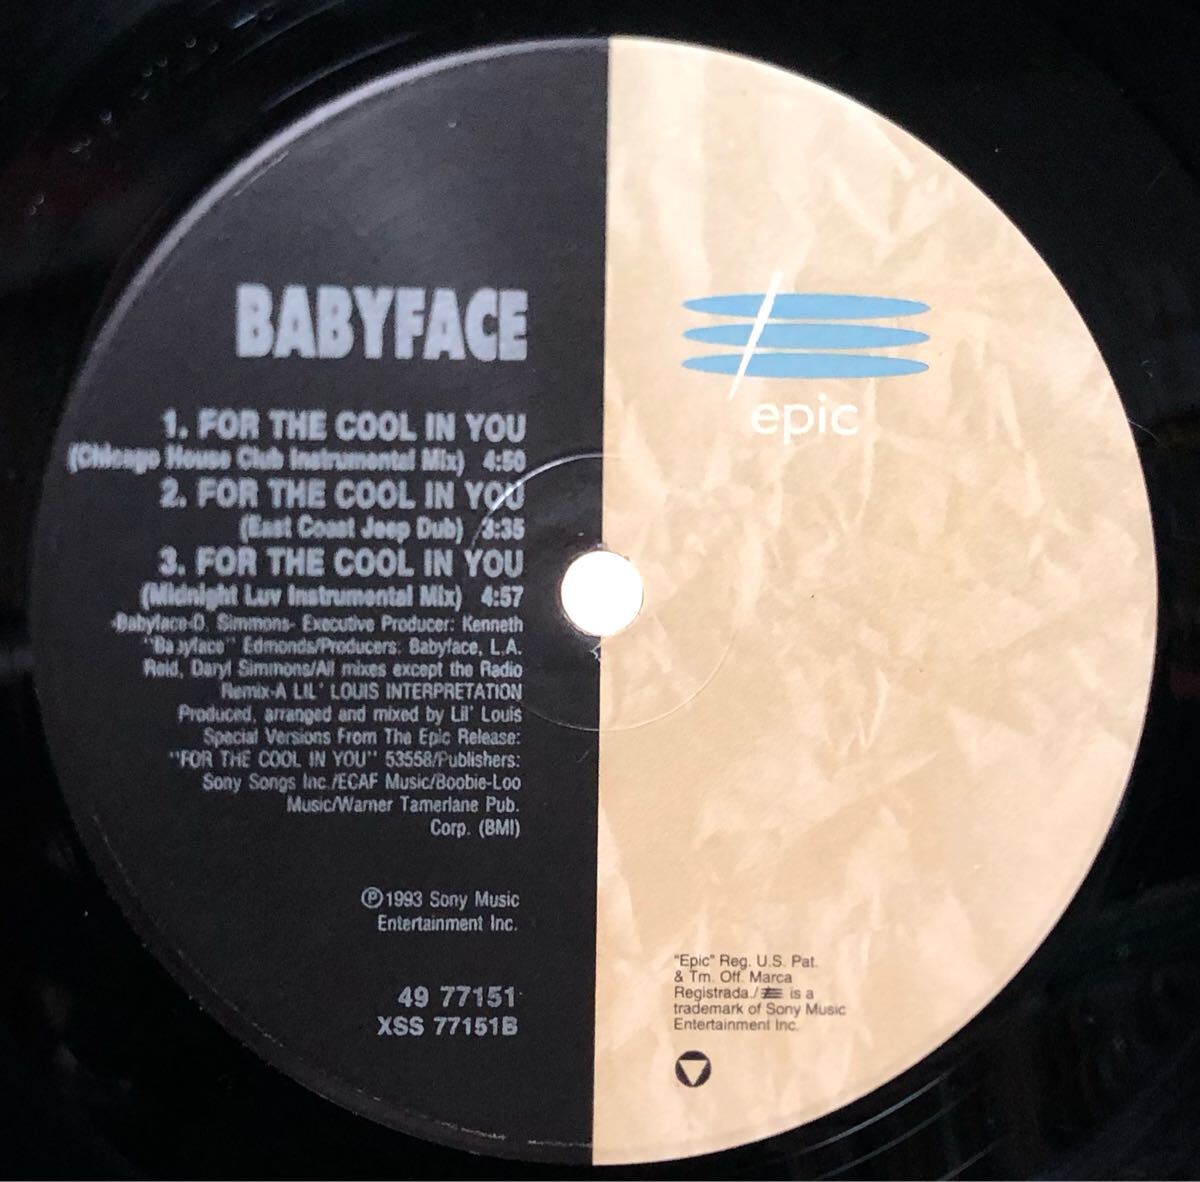 BABYFACE
1. FOR THE COOL IN YOU
(Chicago House Club Instrumental Mix) 4:50
2. FOR THE COOL IN YOU
(East Coast Jeep Dub) 3:35
3. FOR THE COOL IN YOU
(Midnight Luv Instrumental Mix) 4:57
-Babyface-D. Simmons- Executive Producer: Kenneth
"Babyface" Edmonds/Producers: Babyface, L.A.
Reid, Daryl Simmons/All mixes except the Radio
Remix-A LIL' LOUIS INTERPRETATION
Produced, arranged and mixed by Lil' Louis
Special Versions From The Epic Release:
"FOR THE COOL IN YOU" 53558/Publishers:
Sony Songs Inc./ECAF Music/Boobie-Loo
Music/Warner Tamerlane Pub.
Corp. (BMI)
℗1993 Sony Music
Entertainment Inc.
49 77151
XSS 77151B
epic
"Epic" Reg. U.S. Pat.
& Tm. Off. Marca
Registrada./ is a
trademark of Sony Music
Entertainment Inc.